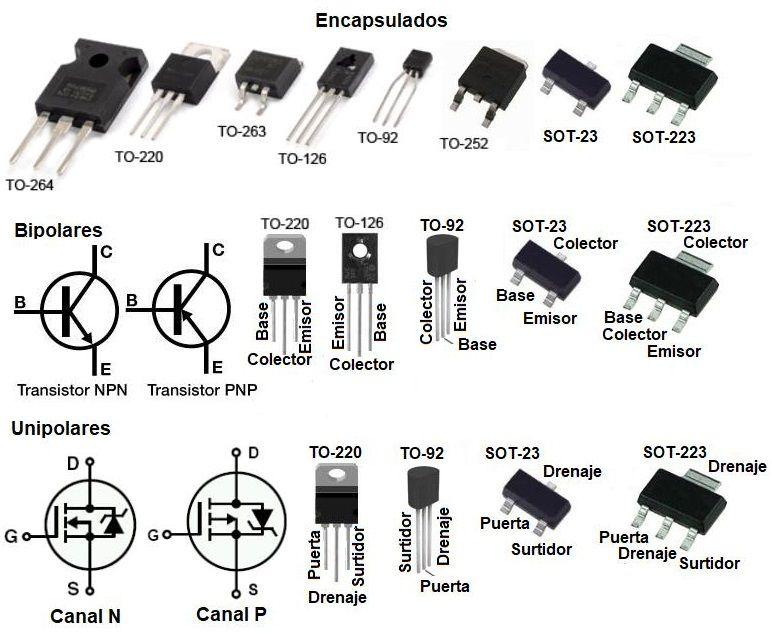 Encapsulados
TO-264
TO-220
TO-263
TO-126
TO-92
TO-252
SOT-23
SOT-223
Bipolares
C
B
E
Transistor NPN
C
B
E
Transistor PNP
TO-220
Base
Colector
Emisor
TO-126
Emisor
Colector
Base
TO-92
Colector
Emisor
Base
SOT-23
Colector
Base
Emisor
SOT-223
Colector
Base
Colector
Emisor
Unipolares
D
G
S
Canal N
D
G
S
Canal P
TO-220
Puerta
Drenaje
Surtidor
TO-92
Surtidor
Drenaje
Puerta
SOT-23
Drenaje
Puerta
Surtidor
SOT-223
Drenaje
Puerta
Drenaje
Surtidor